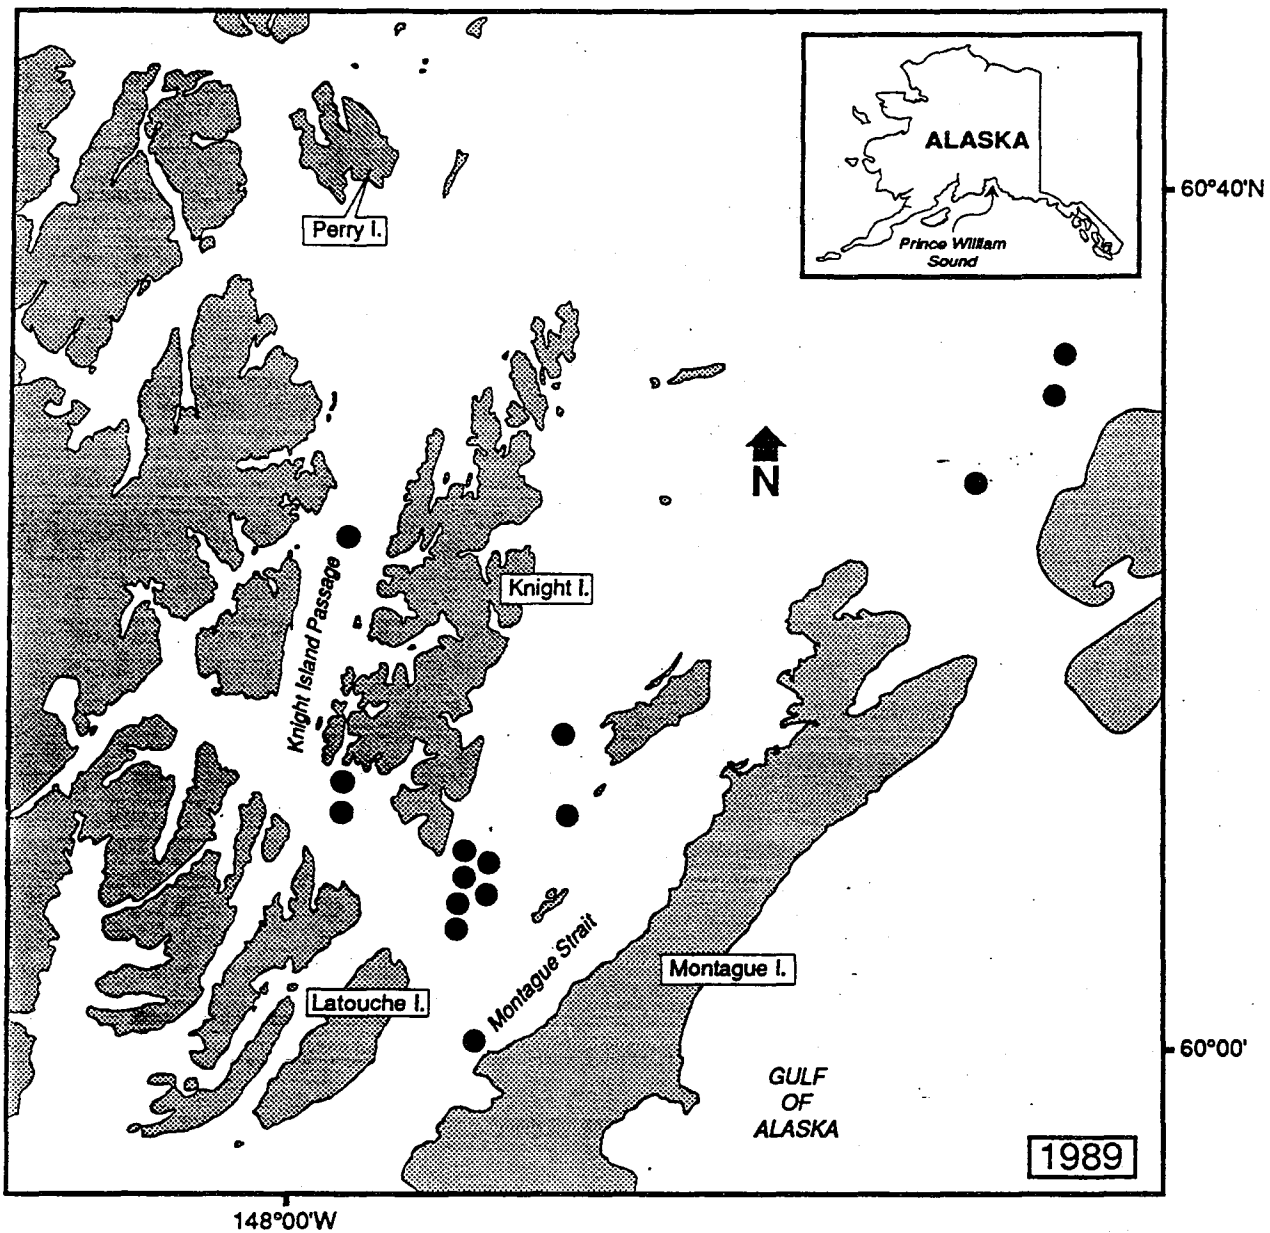 ALASKA
Prince William
Sound
60°40'N
Perry I.
N
Knight I.
Knight Island Passage
Montague Strait
Montague I.
Latouche I.
60°00'
GULF
OF
ALASKA
1989
148°00'W